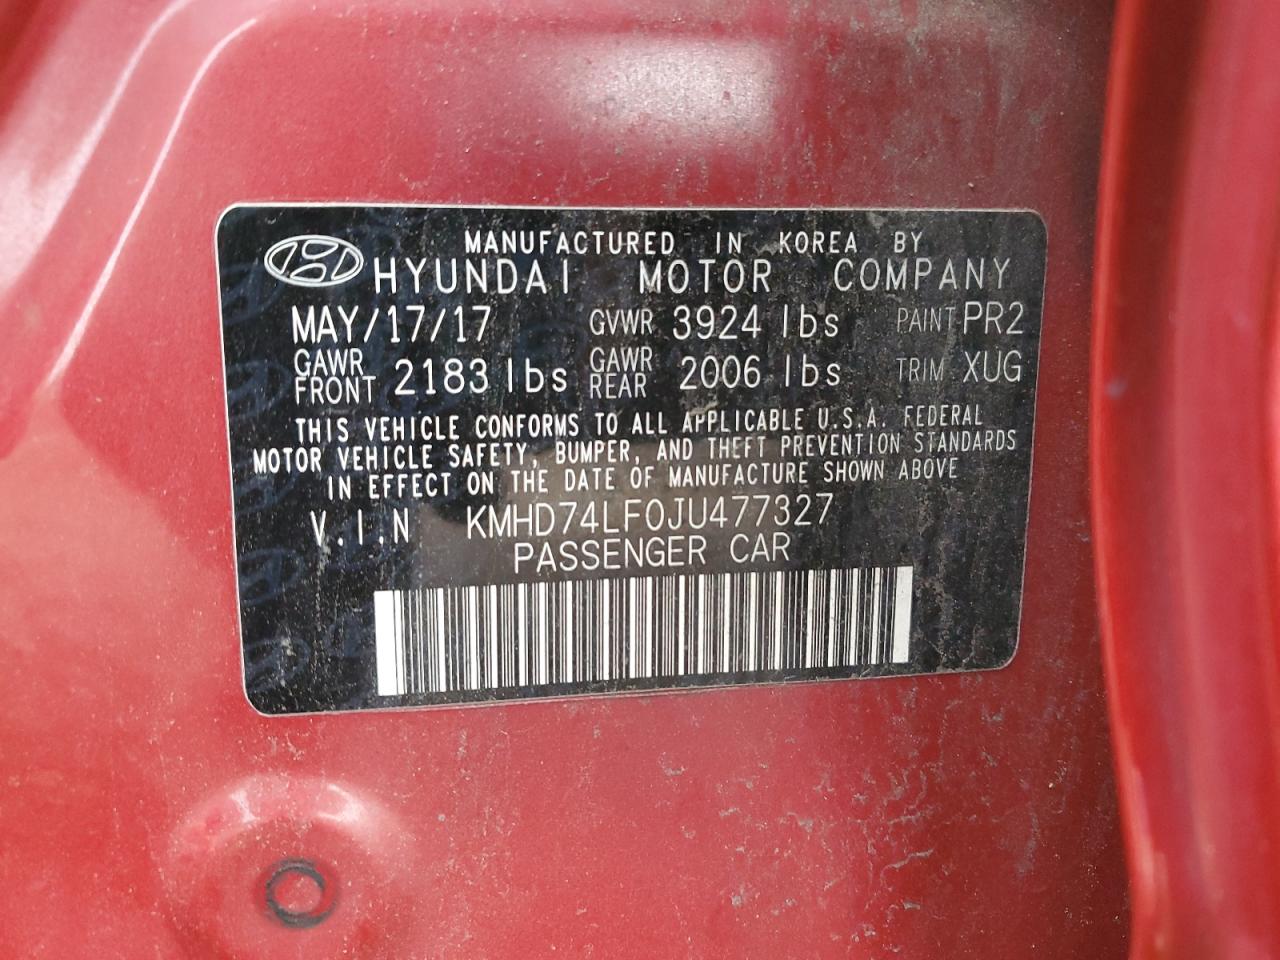 MANUFACTURED IN KOREA BY
HYUNDAI MOTOR COMPANY
MAY/17/17 GVWR 3924 lbs PAINT PR2
GAWR FRONT 2183 lbs GAWR REAR 2006 lbs TRIM XUG
THIS VEHICLE CONFORMS TO ALL APPLICABLE U.S.A. FEDERAL
MOTOR VEHICLE SAFETY, BUMPER, AND THEFT PREVENTION STANDARDS
IN EFFECT ON THE DATE OF MANUFACTURE SHOWN ABOVE
V.I.N KMHD74LF0JU477327
PASSENGER CAR